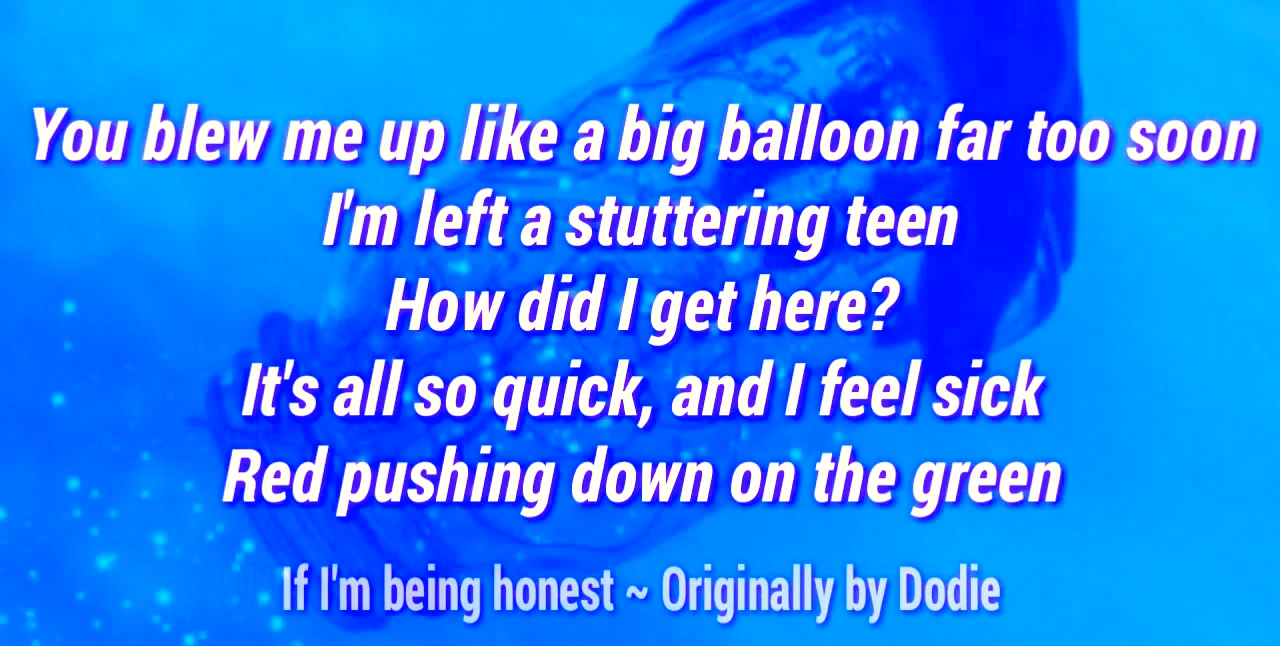 You blew me up like a big balloon far too soon
I'm left a stuttering teen
How did I get here?
It's all so quick, and I feel sick
Red pushing down on the green
If I'm being honest ~ Originally by Dodie